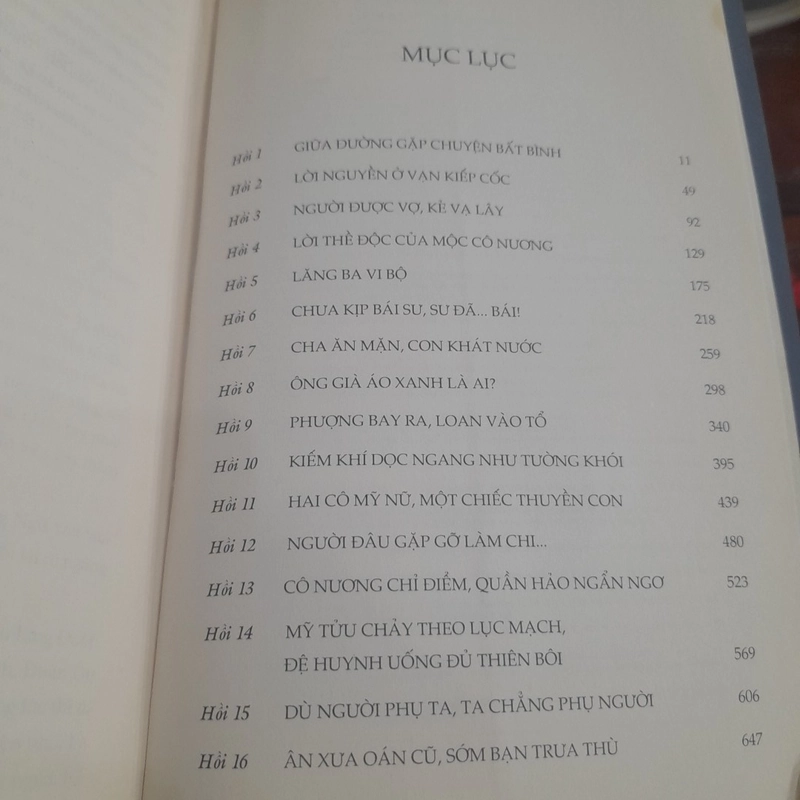 MỤC LỤC
Hồi 1 GIỮA ĐƯỜNG GẶP CHUYỆN BẤT BÌNH 11
Hồi 2 LỜI NGUYỀN Ở VẠN KIẾP CỐC 49
Hồi 3 NGƯỜI ĐƯỢC VỢ, KẺ VẠ LÂY 92
Hồi 4 LỜI THỀ ĐỘC CỦA MỘC CÔ NƯƠNG 129
Hồi 5 LĂNG BA VI BỘ 175
Hồi 6 CHƯA KỊP BÁI SƯ, SƯ ĐÃ... BÁI! 218
Hồi 7 CHA ĂN MẶN, CON KHÁT NƯỚC 259
Hồi 8 ÔNG GIÀ ÁO XANH LÀ AI? 298
Hồi 9 PHƯỢNG BAY RA, LOAN VÀO TỔ 340
Hồi 10 KIẾM KHÍ DỌC NGANG NHƯ TƯỜNG KHÓI 395
Hồi 11 HAI CÔ MỸ NỮ, MỘT CHIẾC THUYỀN CON 439
Hồi 12 NGƯỜI ĐÂU GẶP GỠ LÀM CHI... 480
Hồi 13 CÔ NƯƠNG CHỈ ĐIỂM, QUẦN HÀO NGẨN NGƠ 523
Hồi 14 MỸ TỬU CHẢY THEO LỤC MẠCH,
ĐỆ HUYNH UỐNG ĐỦ THIÊN BÔI 569
Hồi 15 DÙ NGƯỜI PHỤ TA, TA CHẲNG PHỤ NGƯỜI 606
Hồi 16 ÂN XƯA OÁN CŨ, SỚM BẠN TRƯA THÙ 647